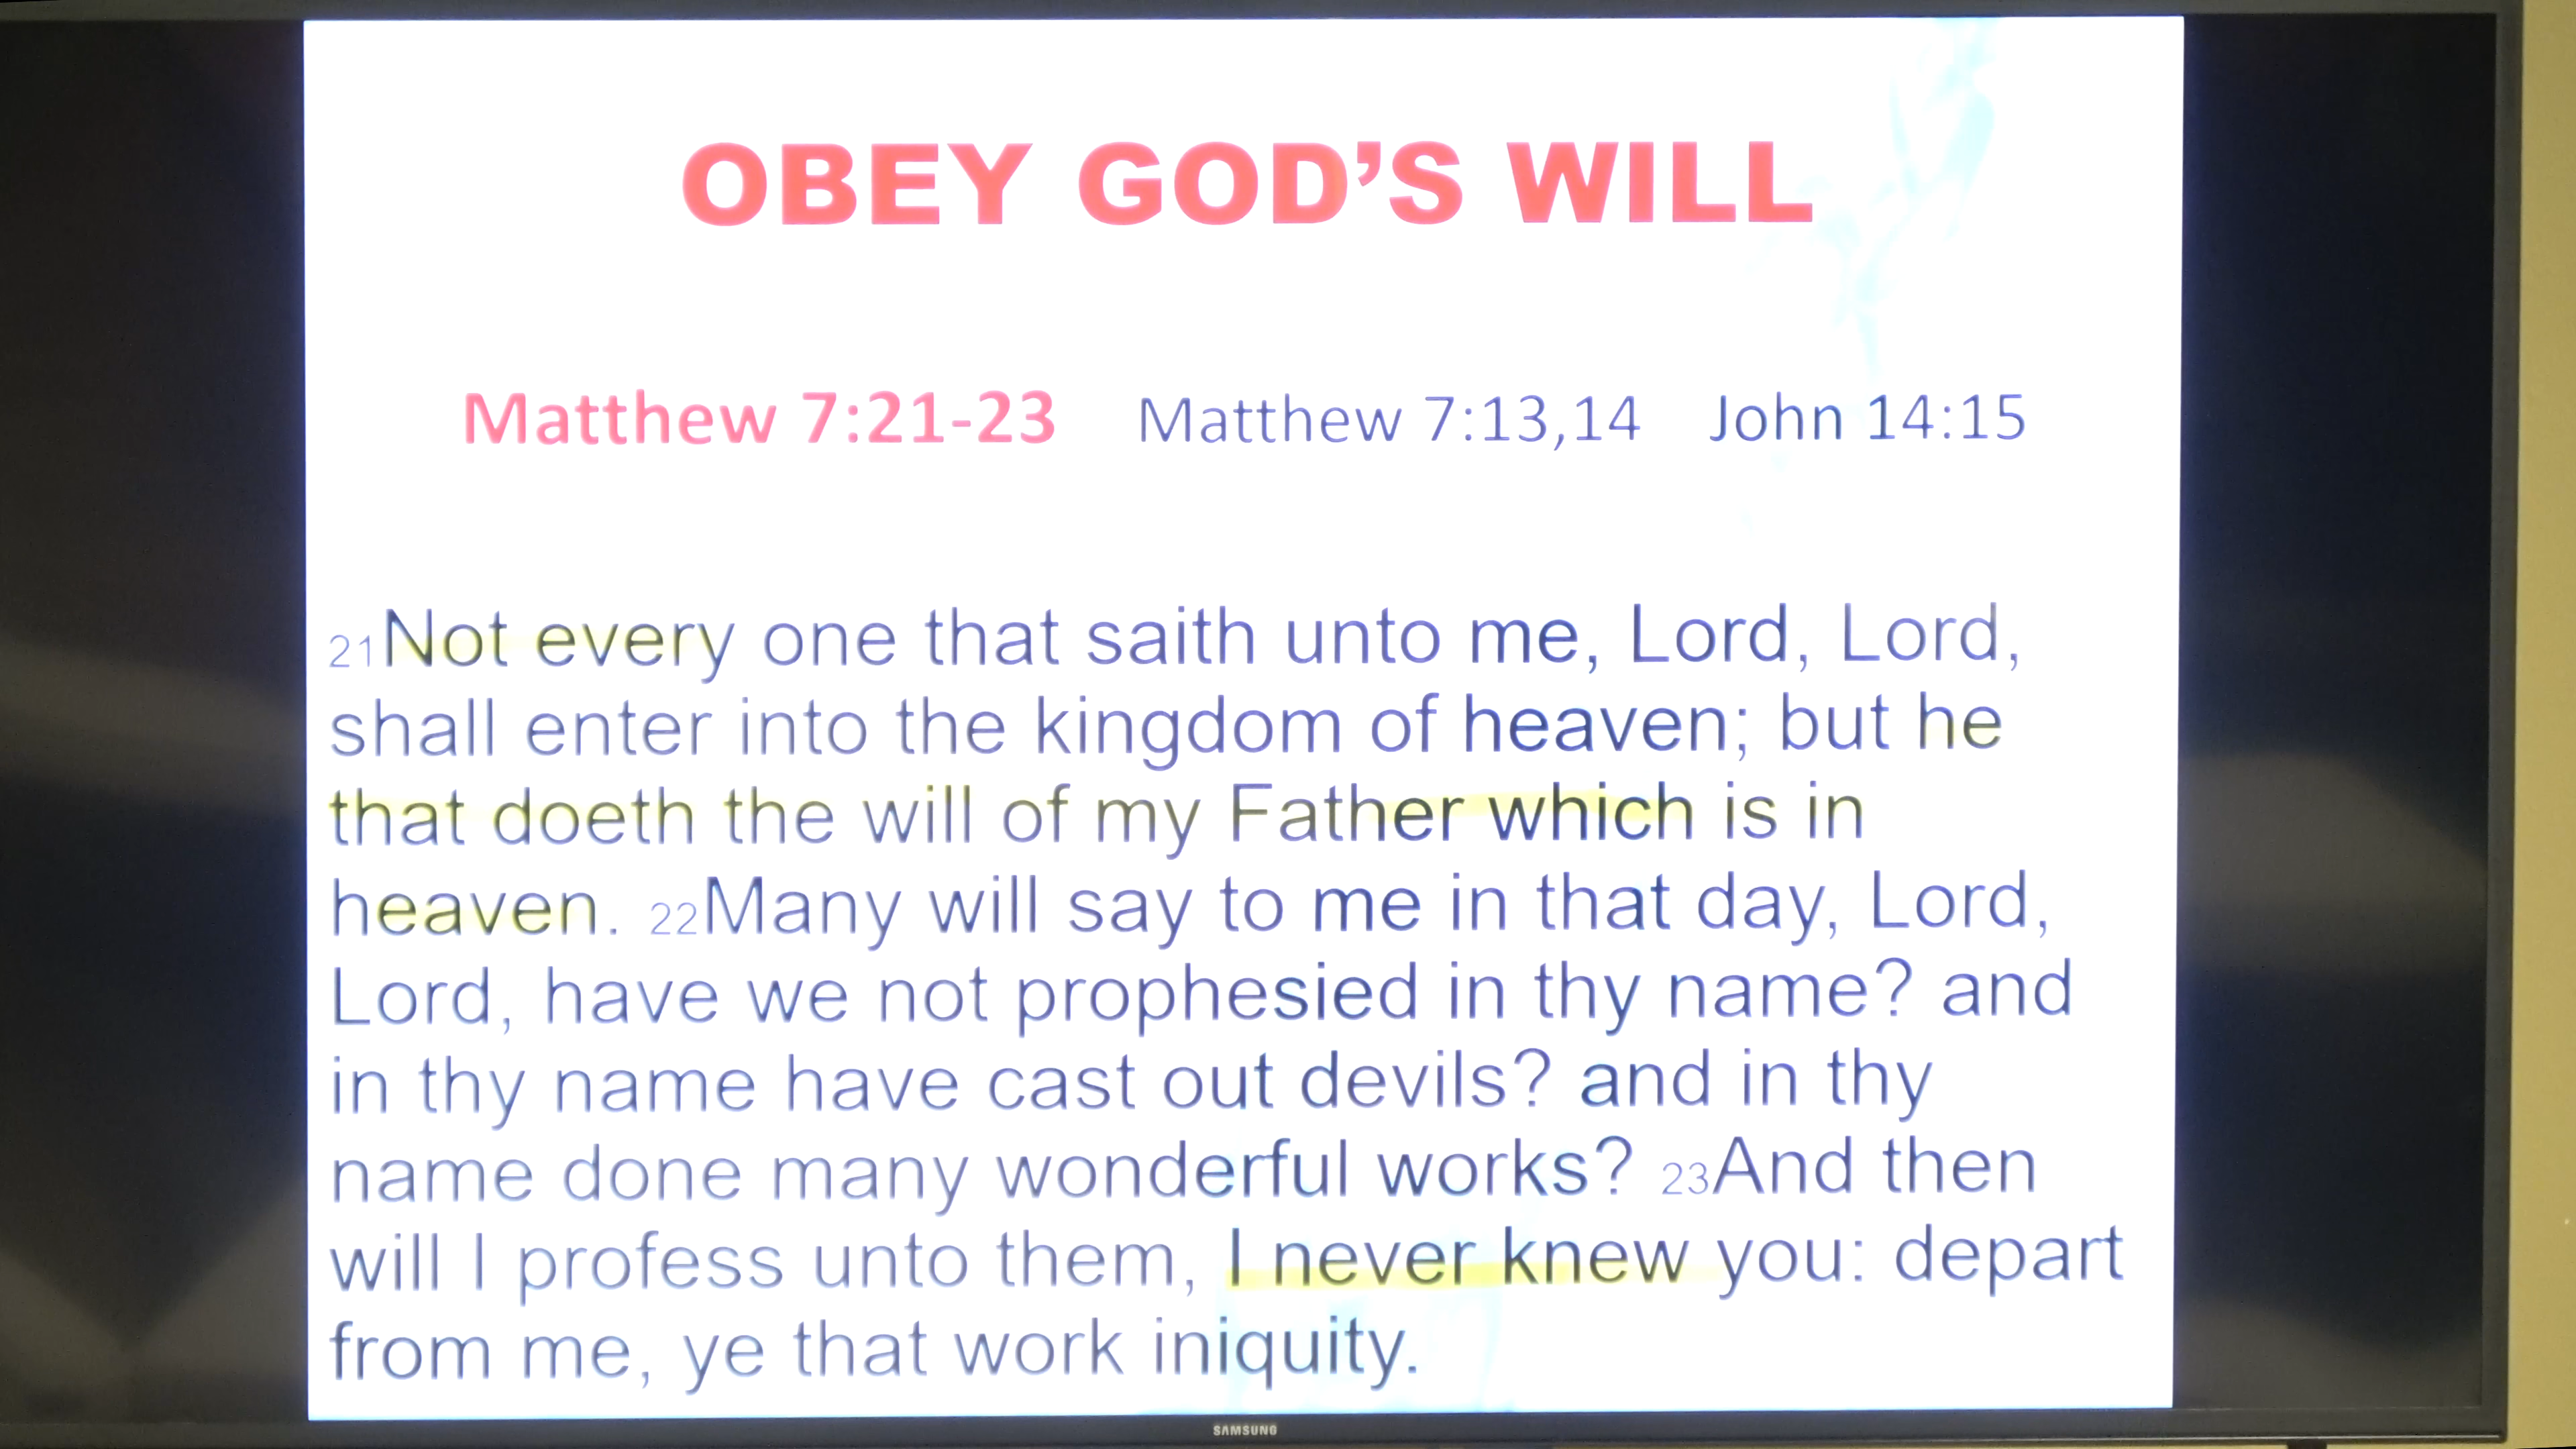 OBEY GOD'S WILL
Matthew 7:21-23 Matthew 7:13,14 John 14:15
21Not every one that saith unto me, Lord, Lord,
shall enter into the kingdom of heaven; but he
that doeth the will of my Father which is in
heaven. 22Many will say to me in that day, Lord,
Lord, have we not prophesied in thy name? and
in thy name have cast out devils? and in thy
name done many wonderful works? 23And then
will I profess unto them, I never knew you: depart
from me, ye that work iniquity.
SAMSUNG